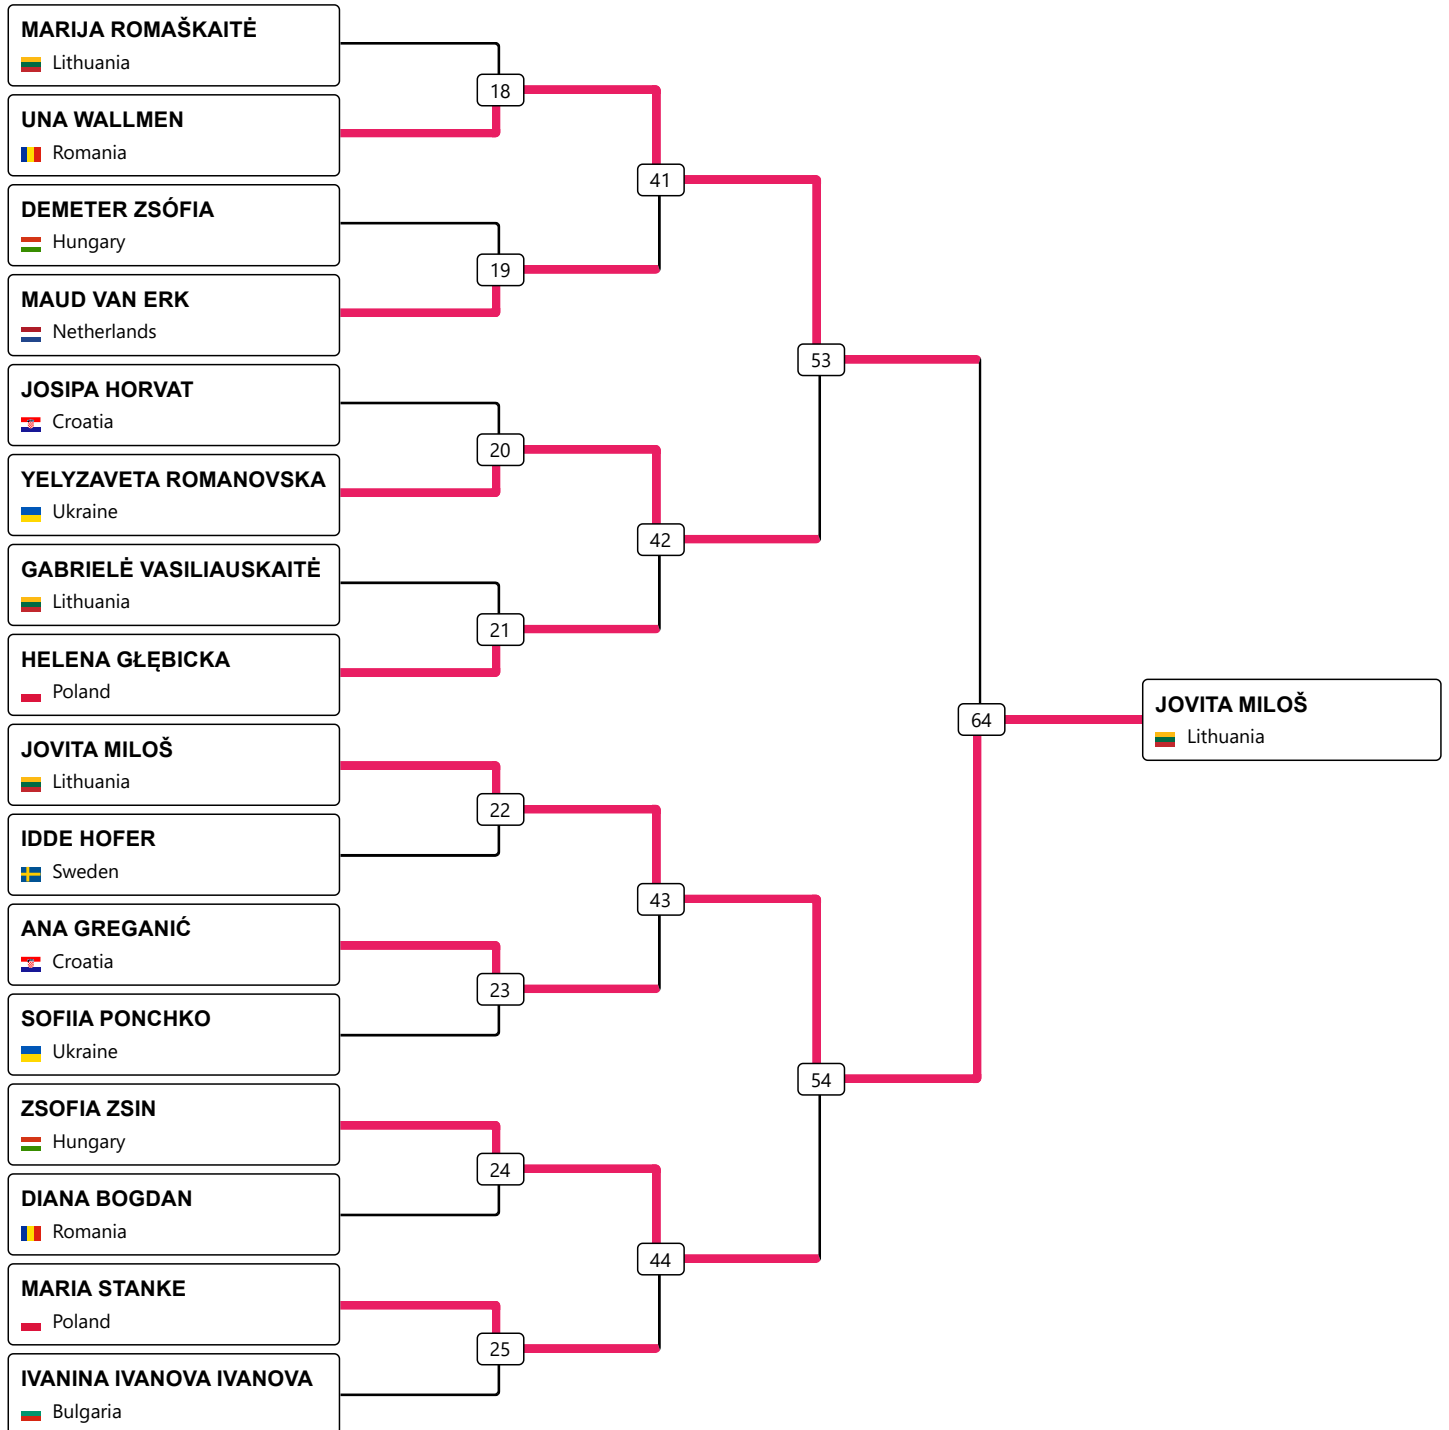 MARIJA ROMAŠKAITĖ
Lithuania
18
UNA WALLMEN
Romania
41
DEMETER ZSÓFIA
Hungary
19
MAUD VAN ERK
Netherlands
53
JOSIPA HORVAT
Croatia
20
YELYZAVETA ROMANOVSKA
Ukraine
42
GABRIELĖ VASILIAUSKAITĖ
Lithuania
21
HELENA GŁĘBICKA
Poland
64
JOVITA MILOŠ
Lithuania
JOVITA MILOŠ
Lithuania
22
IDDE HOFER
Sweden
43
ANA GREGANIĆ
Croatia
23
SOFIIA PONCHKO
Ukraine
54
ZSOFIA ZSIN
Hungary
24
DIANA BOGDAN
Romania
44
MARIA STANKE
Poland
25
IVANINA IVANOVA IVANOVA
Bulgaria